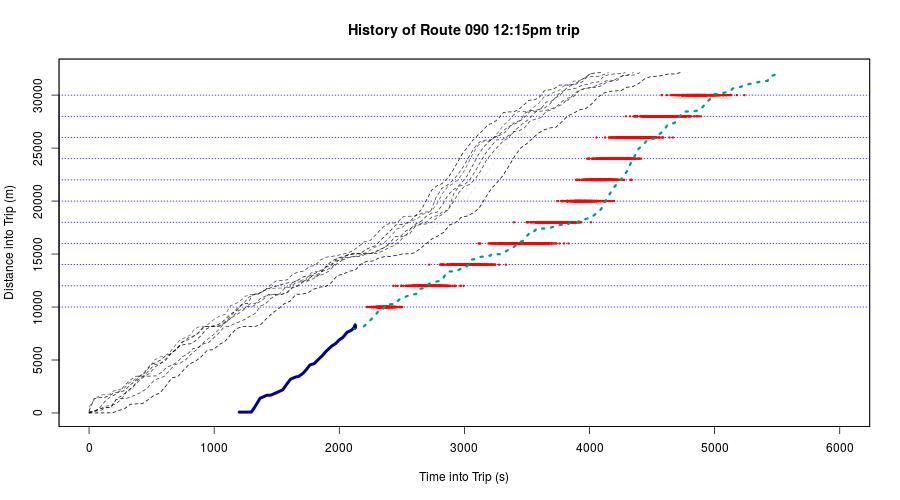 History of Route 090 12:15pm trip
Distance into Trip (m)
30000
25000
20000
15000
10000
5000
0
0 1000 2000 3000 4000 5000 6000
Time into Trip (s)